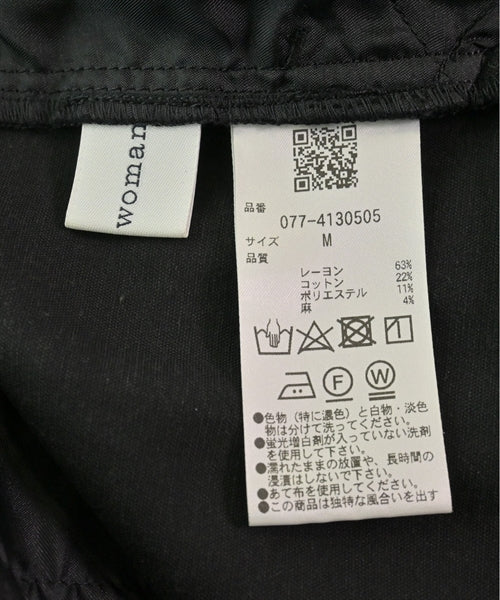 woman
品番
077-4130505
サイズ M
品質
レーヨン 63%
コットン 22%
ポリエステル 11%
麻 4%
F W
●色物（特に濃色）と白物・淡色
物は分けて洗ってください。
●蛍光増白剤が入っていない洗剤
を使用して下さい。
●濡れたままの放置や、長時間の
浸漬はしないで下さい。
●あて布を使用して下さい。
●この商品は独特な風合いを出す